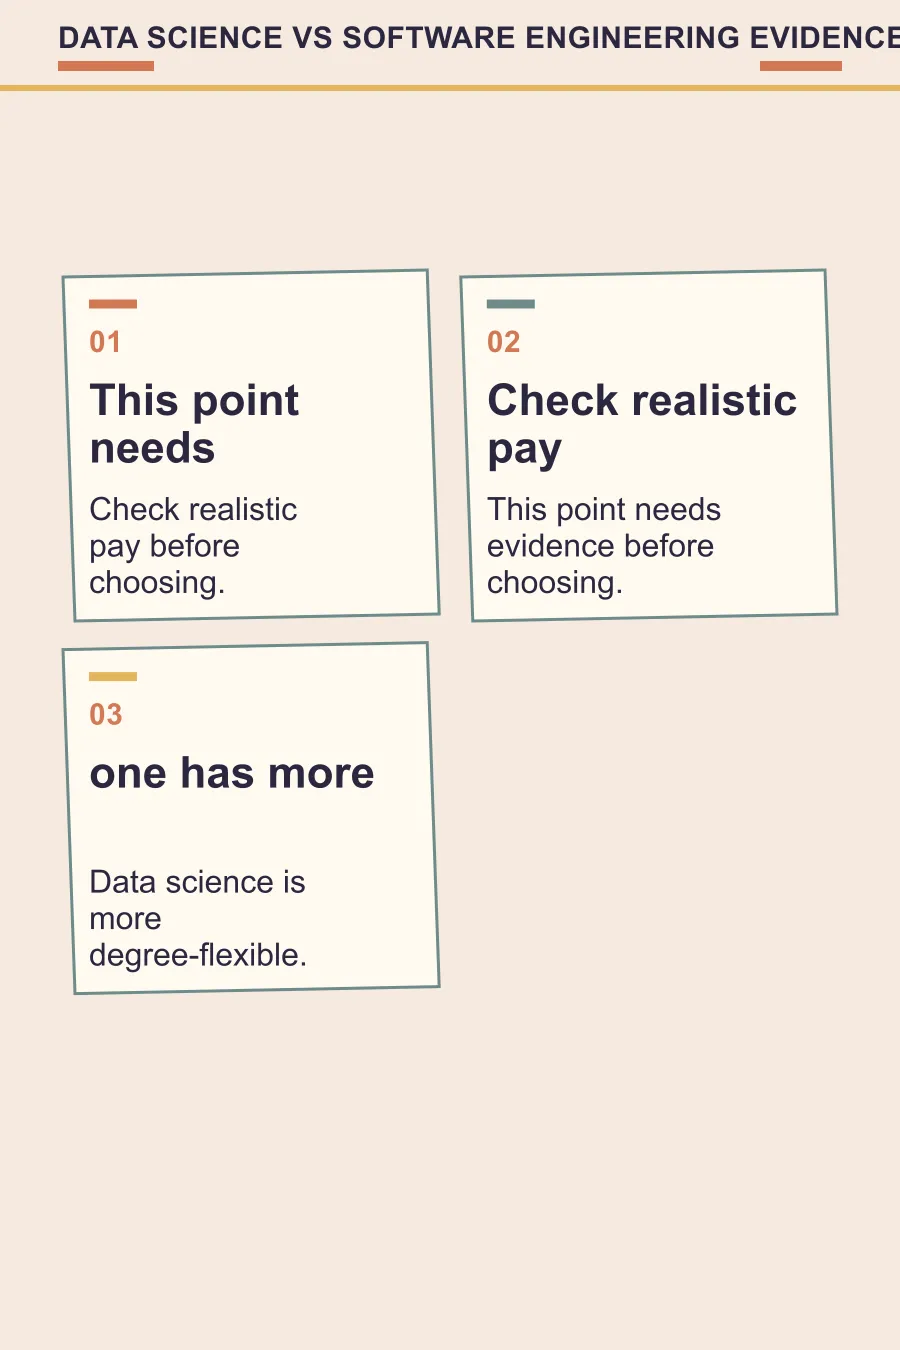 DATA SCIENCE VS SOFTWARE ENGINEERING EVIDENCE
01
This point
needs
Check realistic
pay before
choosing.
02
Check realistic
pay
This point needs
evidence before
choosing.
03
one has more
Data science is
more
degree-flexible.